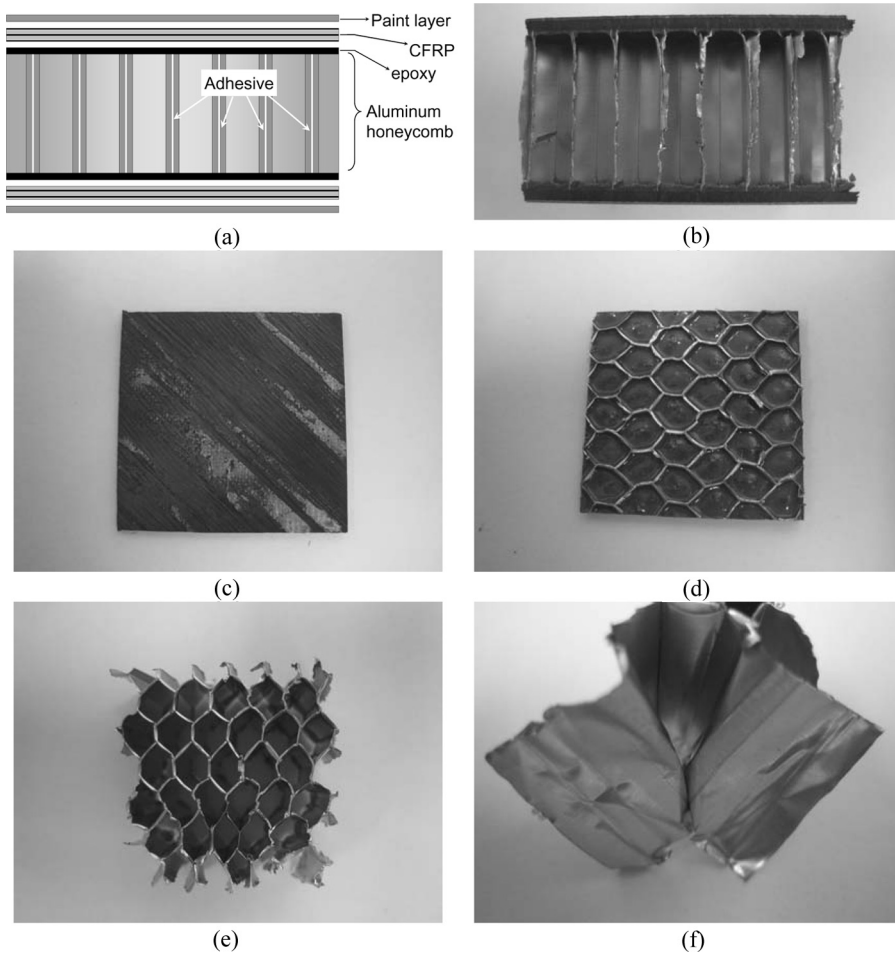 Paint layer
CFRP
epoxy
Adhesive
Aluminum
honeycomb
(a)
(b)
(c)
(d)
(e)
(f)